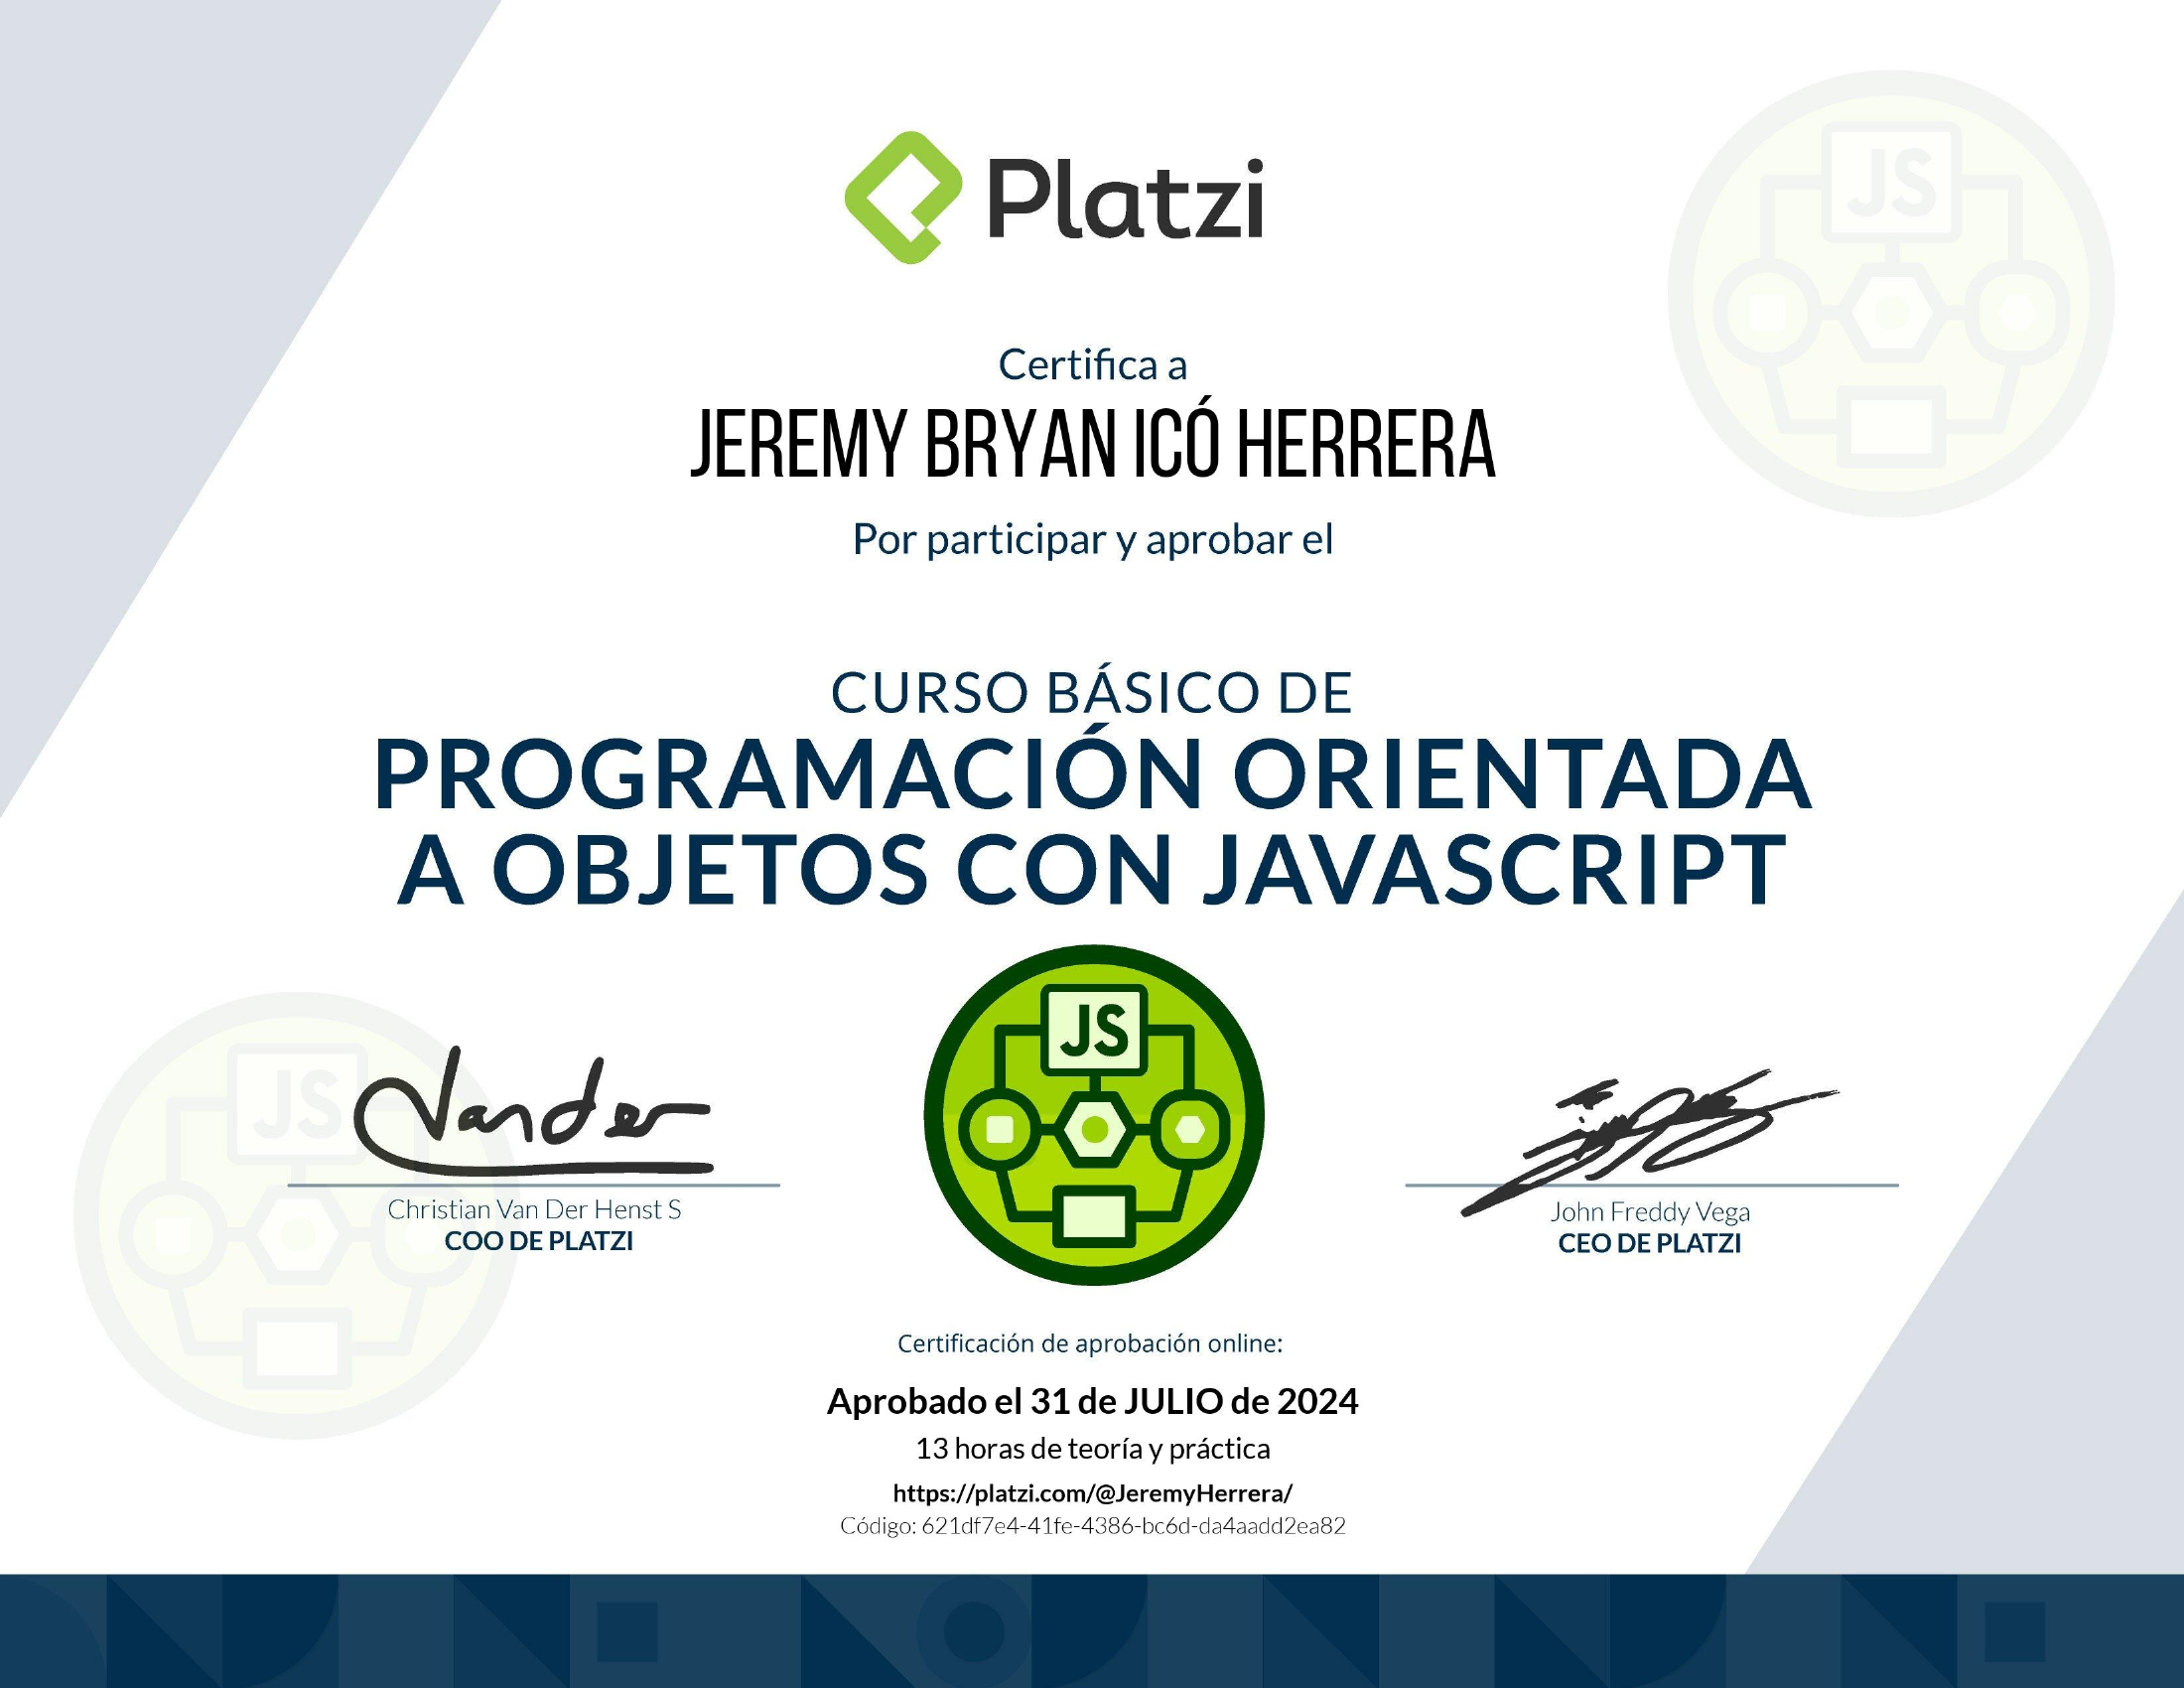 Platzi
JS
Certifica a
JEREMY BRYAN ICÓ HERRERA
Por participar y aprobar el
CURSO BÁSICO DE
PROGRAMACIÓN ORIENTADA
A OBJETOS CON JAVASCRIPT
JS
JS
Vander
Christian Van Der Henst S
COO DE PLATZI
John Freddy Vega
CEO DE PLATZI
Certificación de aprobación online:
Aprobado el 31 de JULIO de 2024
13 horas de teoría y práctica
https://platzi.com/@JeremyHerrera/
Código: 621df7e4-41fe-4386-bc6d-da4aadd2ea82